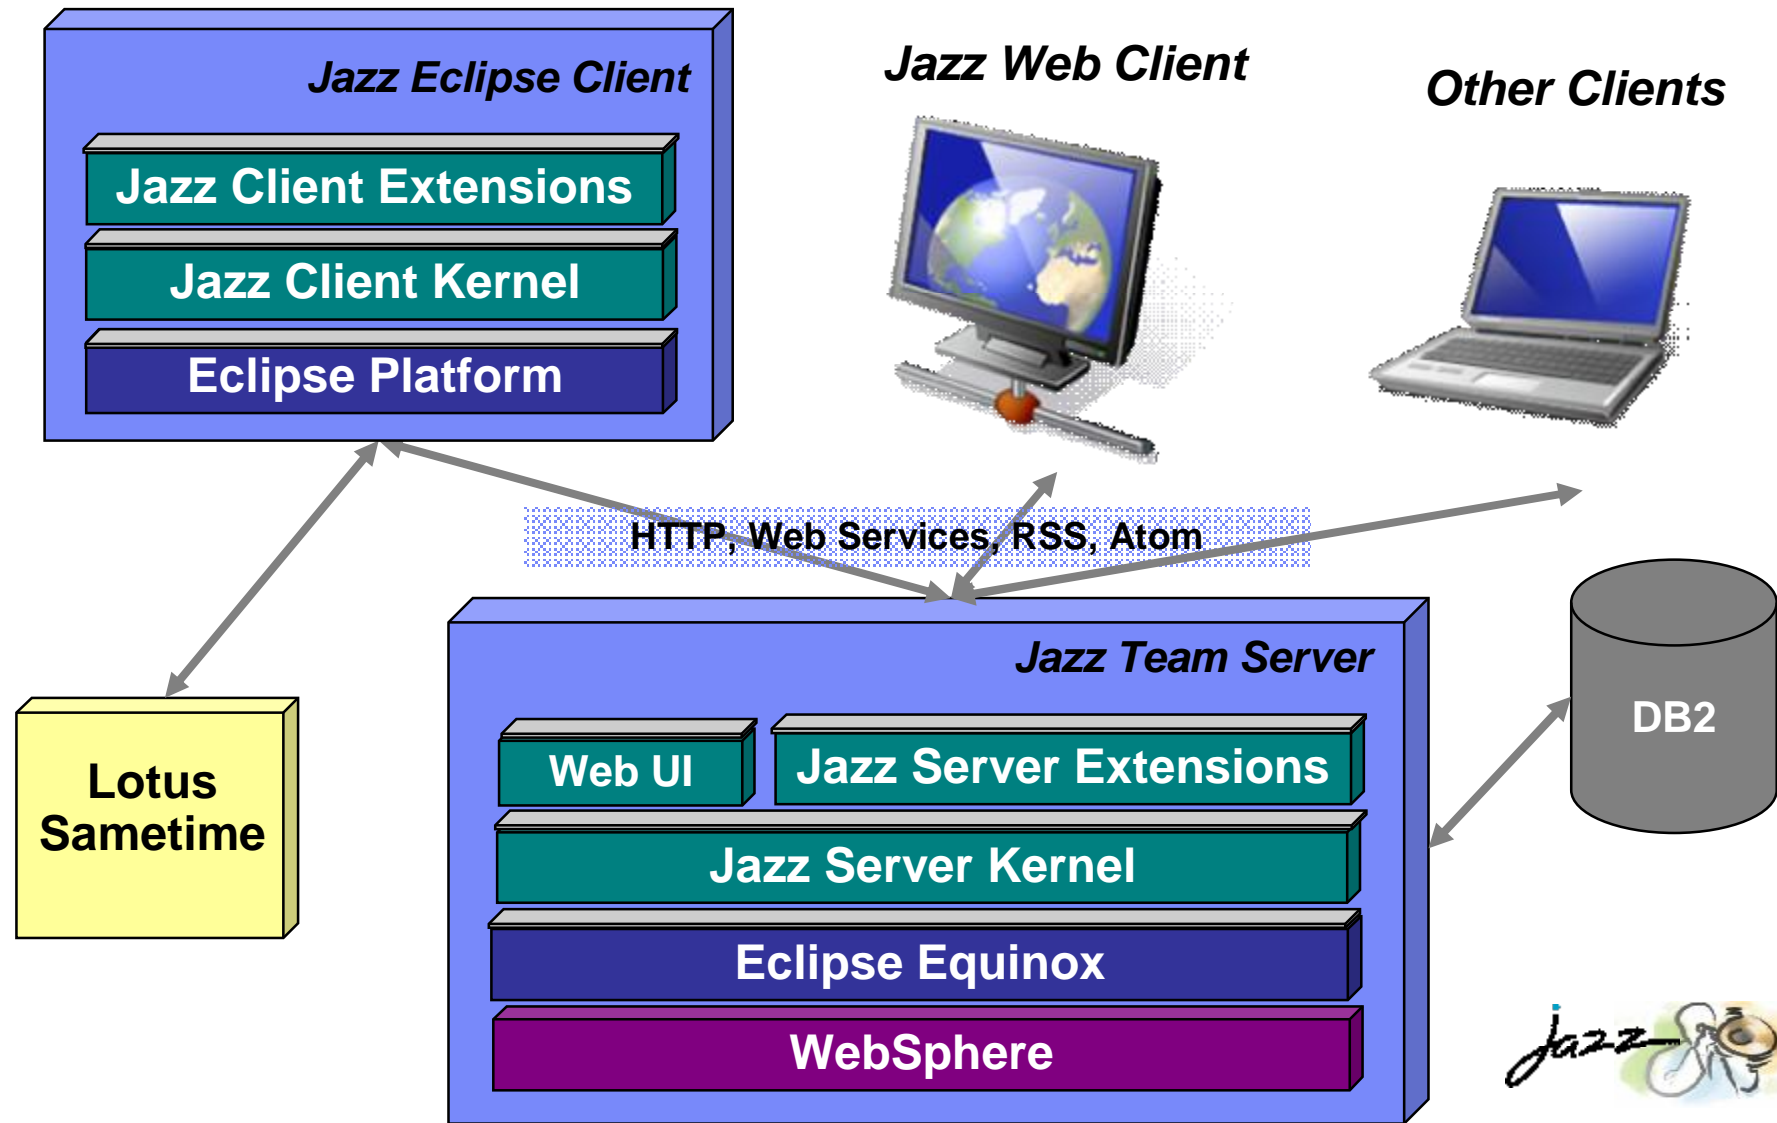 Jazz Eclipse Client
Jazz Client Extensions
Jazz Client Kernel
Eclipse Platform
Jazz Web Client
Other Clients
HTTP, Web Services, RSS, Atom
Lotus
Sametime
Jazz Team Server
Web UI
Jazz Server Extensions
Jazz Server Kernel
Eclipse Equinox
WebSphere
DB2
jazz